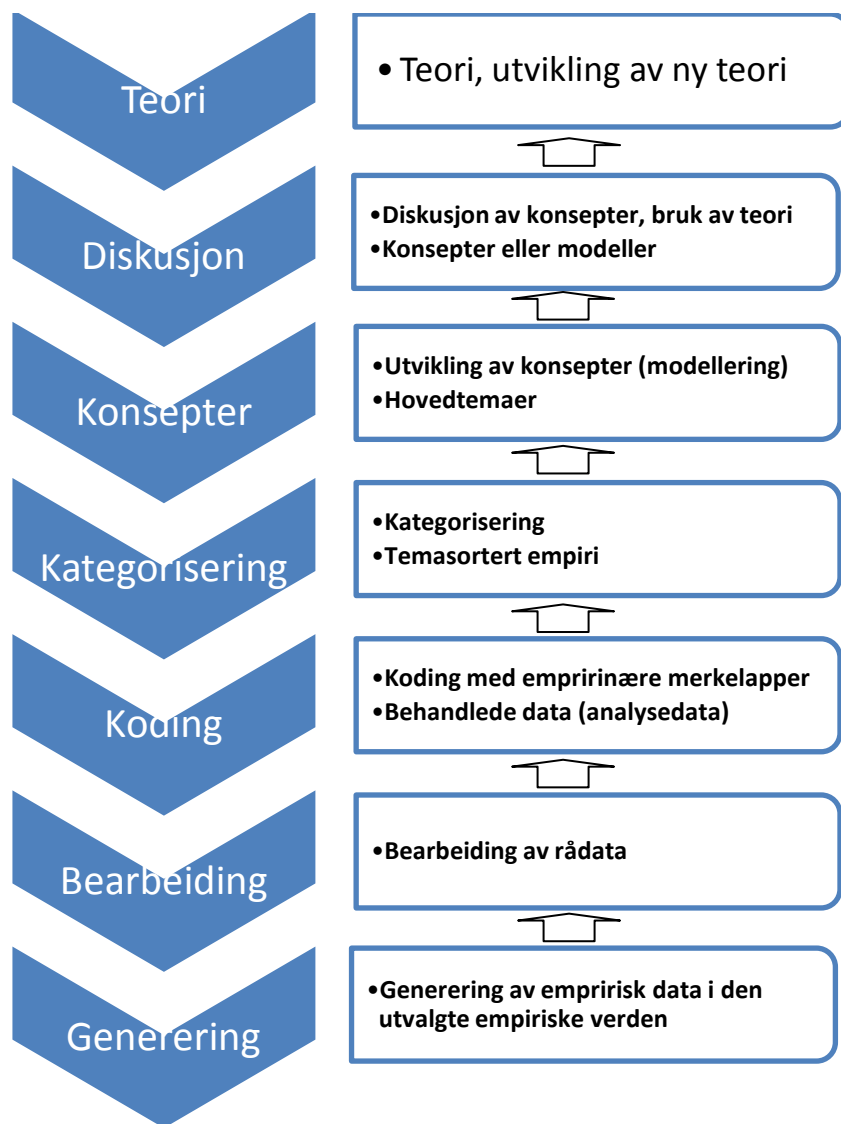 Teori
• Teori, utvikling av ny teori
Diskusjon
•Diskusjon av konsepter, bruk av teori
•Konsepter eller modeller
Konsepter
•Utvikling av konsepter (modellering)
•Hovedtemaer
Kategorisering
•Kategorisering
•Temasortert empiri
Koding
•Koding med empririnære merkelapper
•Behandlede data (analysedata)
Bearbeiding
•Bearbeiding av rådata
Generering
•Generering av empririsk data i den
utvalgte empiriske verden